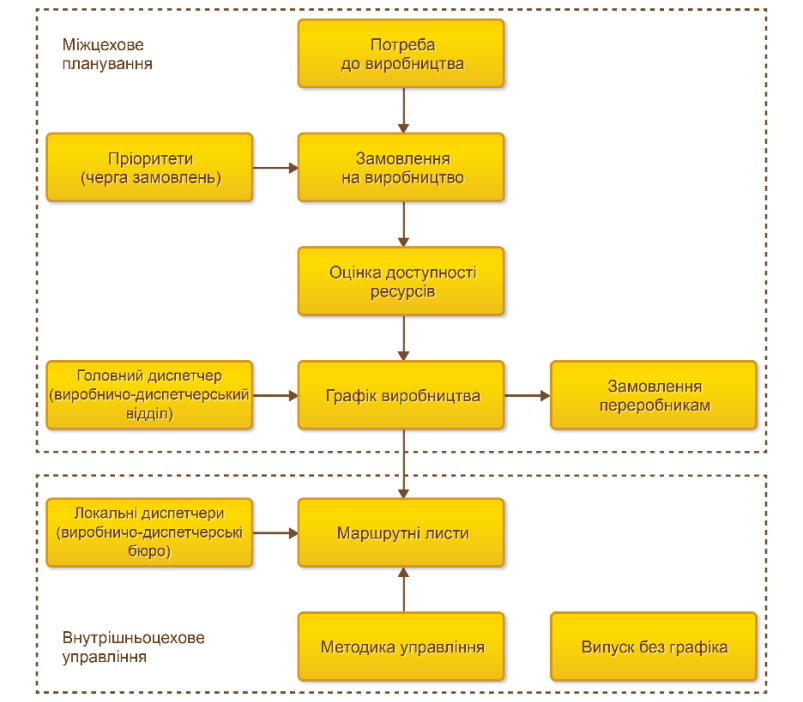 Міжцехове
планування
Потреба
до виробництва
Пріоритети
(черга замовлень)
Замовлення
на виробництво
Оцінка доступності
ресурсів
Головний диспетчер
(виробничо-диспетчерський
відділ)
Графік виробництва
Замовлення
переробникам
Локальні диспетчери
(виробничо-диспетчерські
бюро)
Маршрутні листи
Внутрішньоцехове
управління
Методика управління
Випуск без графіка